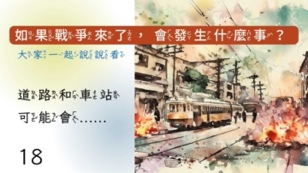 如果戰爭來了，會發生什麼事？
大家一起說說看
道路和車站
可能會……
18